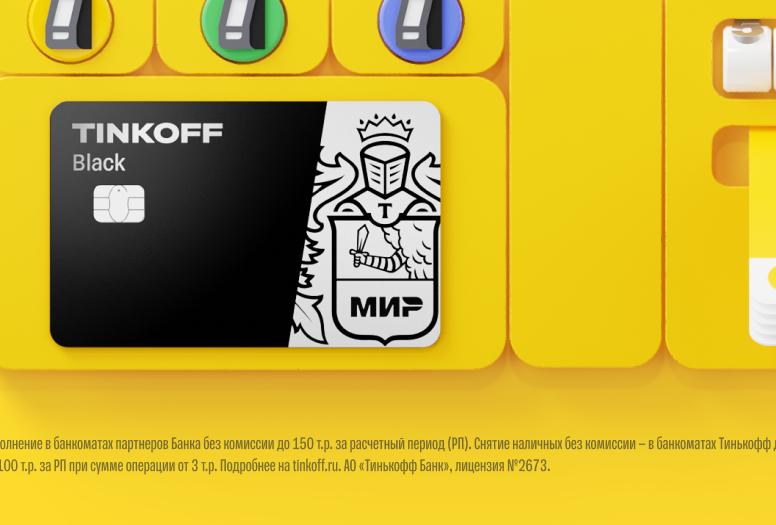 5
TINKOFF
Black
T
МИР
олнение в банкоматах партнеров Банка без комиссии до 150 т.р. за расчетный период (РП). Снятие наличных без комиссии – в банкоматах Тинькофф д
100 т.р. за РП при сумме операции от 3 т.р. Подробнее на tinkoff.ru. АО «Тинькофф Банк», лицензия №2673.